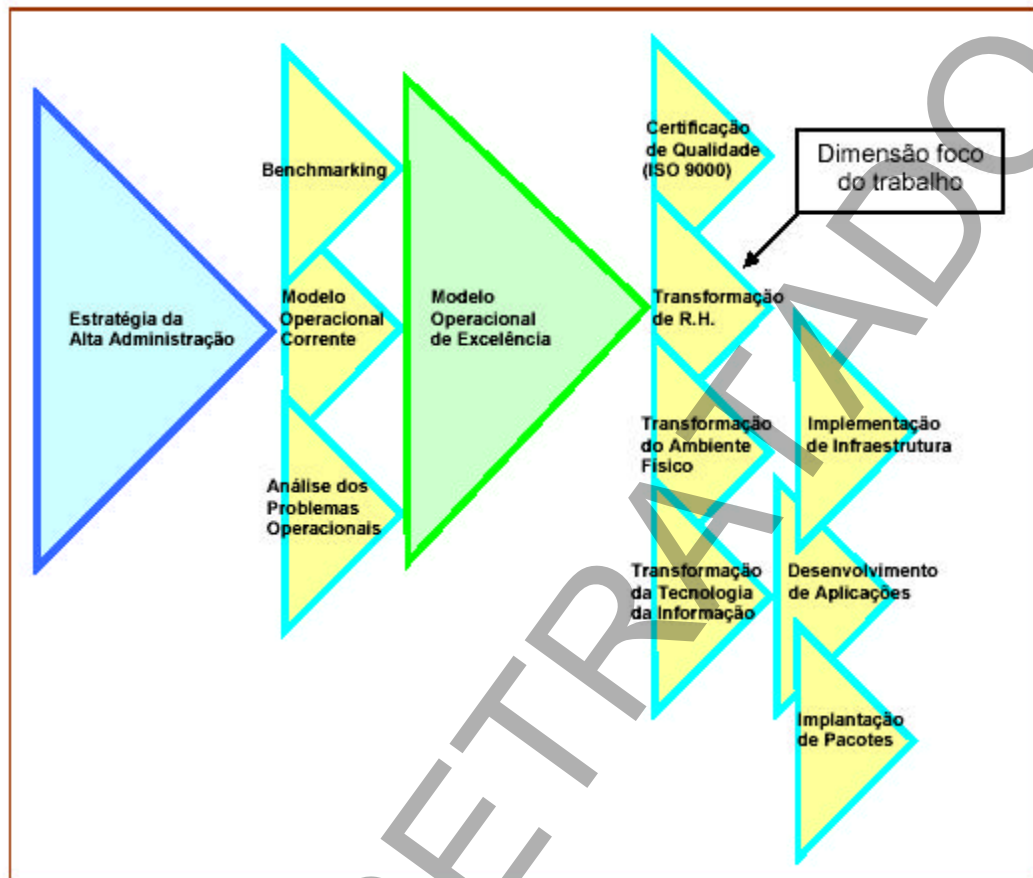 Estratégia da
Alta Administração
Benchmarking
Modelo
Operacional
Corrente
Análise dos
Problemas
Operacionais
Modelo
Operacional
de Excelência
Certificação
de Qualidade
(ISO 9000)
Dimensão foco
do trabalho
Transformação
de R.H.
Transformação
do Ambiente
Físico
Transformação
da Tecnologia
da Informação
Implementação
de Infraestrutura
Desenvolvimento
de Aplicações
Implantação
de Pacotes
RETRATADO